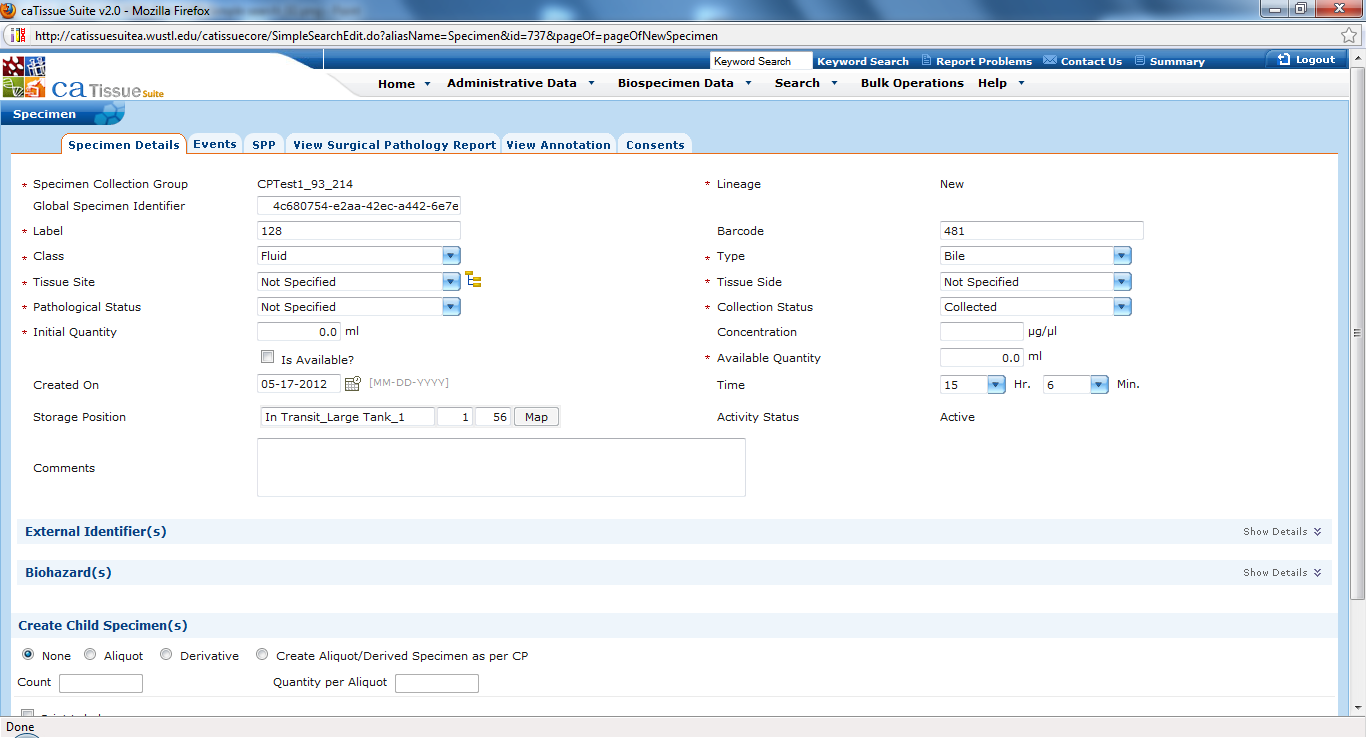 caTissue Suite v2.0 - Mozilla Firefox
http://catissuesuitea.wustl.edu/catissuecore/SimpleSearchEdit.do?aliasName=Specimen&id=737&pageOf=pageOfNewSpecimen
Keyword Search Keyword Search Report Problems Contact Us Summary Logout
ca Tissue Suite
Home Administrative Data Biospecimen Data Search Bulk Operations Help
Specimen
Specimen Details Events SPP View Surgical Pathology Report View Annotation Consents
* Specimen Collection Group CPTest1_93_214 * Lineage New
Global Specimen Identifier 4c680754-e2aa-42ec-a442-6e7e
* Label 128 Barcode 481
* Class Fluid * Type Bile
* Tissue Site Not Specified * Tissue Side Not Specified
* Pathological Status Not Specified * Collection Status Collected
* Initial Quantity 0.0 ml Concentration µg/µl
Is Available? * Available Quantity 0.0 ml
Created On 05-17-2012 [MM-DD-YYYY] Time 15 Hr. 6 Min.
Storage Position In Transit_Large Tank_1 1 56 Map Activity Status Active
Comments
External Identifier(s) Show Details
Biohazard(s) Show Details
Create Child Specimen(s)
None Aliquot Derivative Create Aliquot/Derived Specimen as per CP
Count Quantity per Aliquot
Done